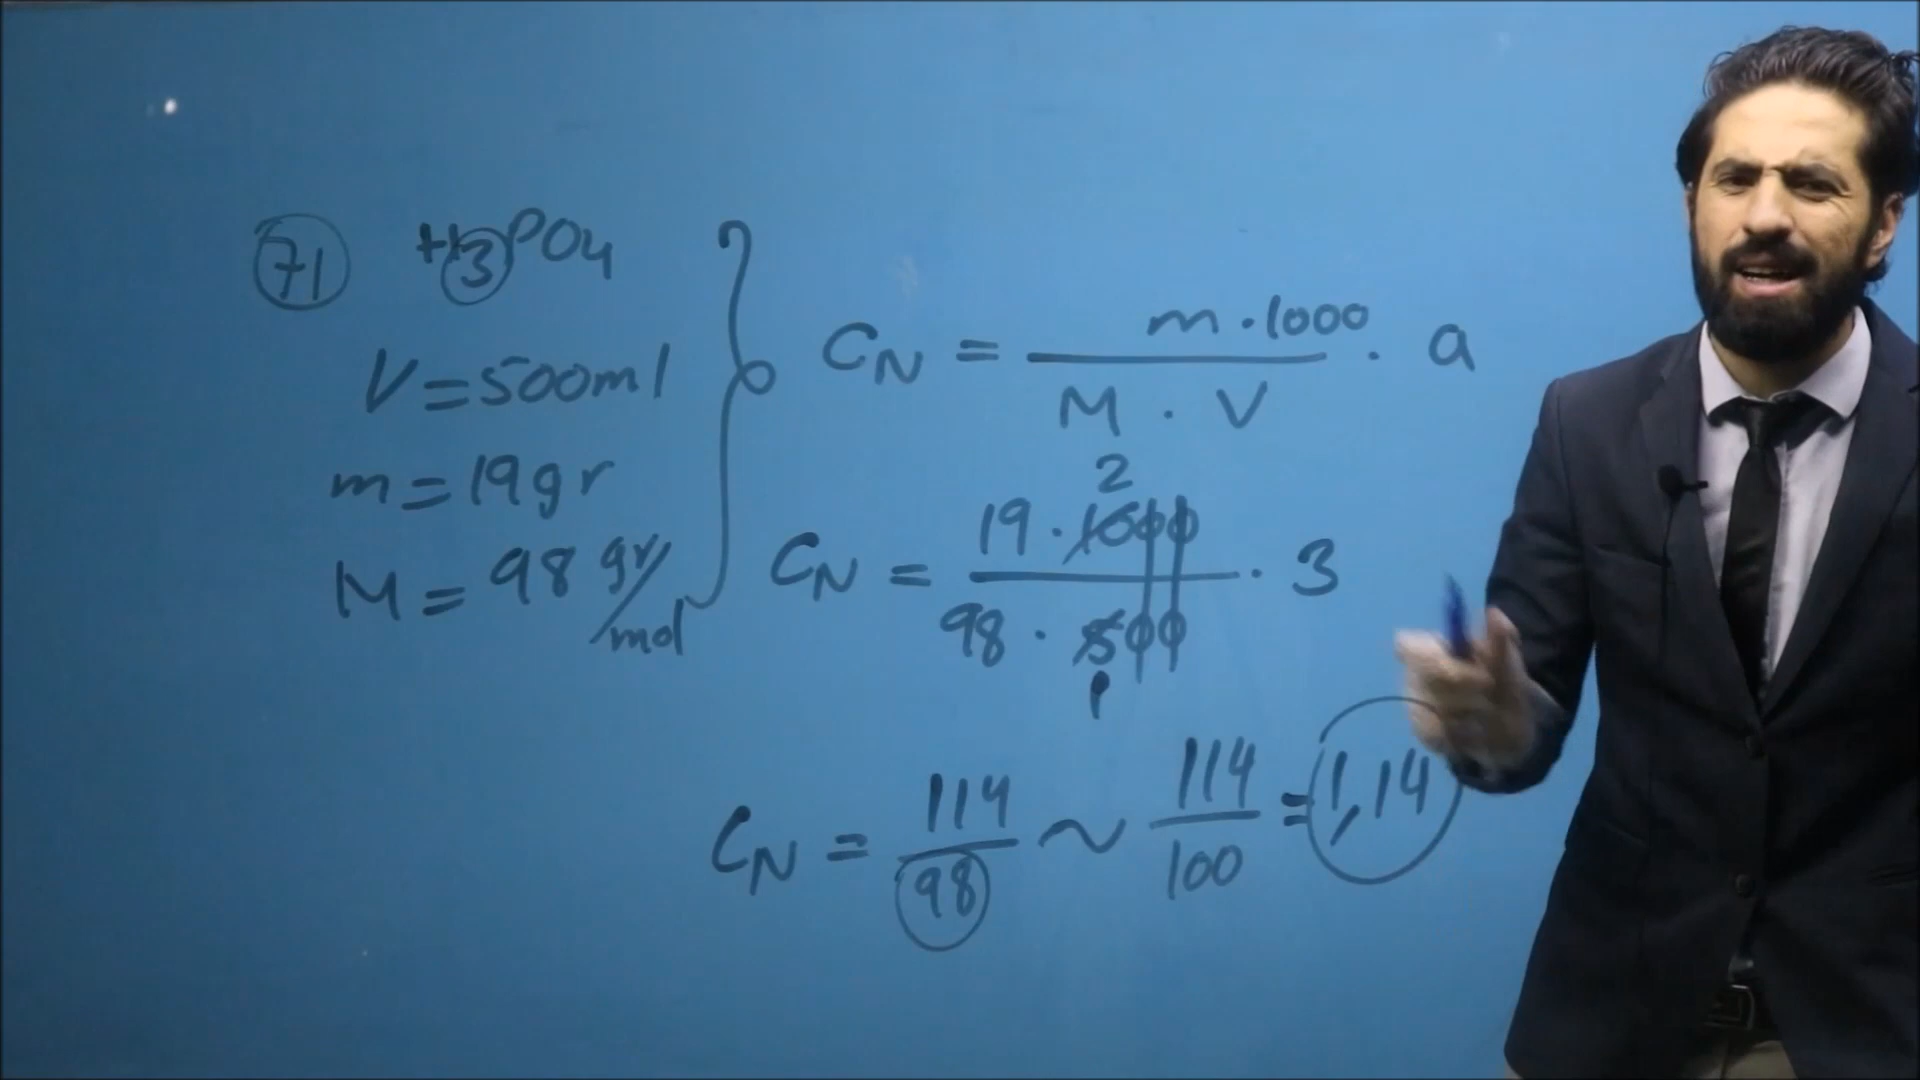 71 H3PO4
V = 500ml
m = 19gr
M = 98 gr/mol
CN = m · 1000 / M · V · a
2
CN = 19 · 1000 / 98 · 500 · 3
1
CN = 114 / 98 ~ 114 / 100 = 1,14